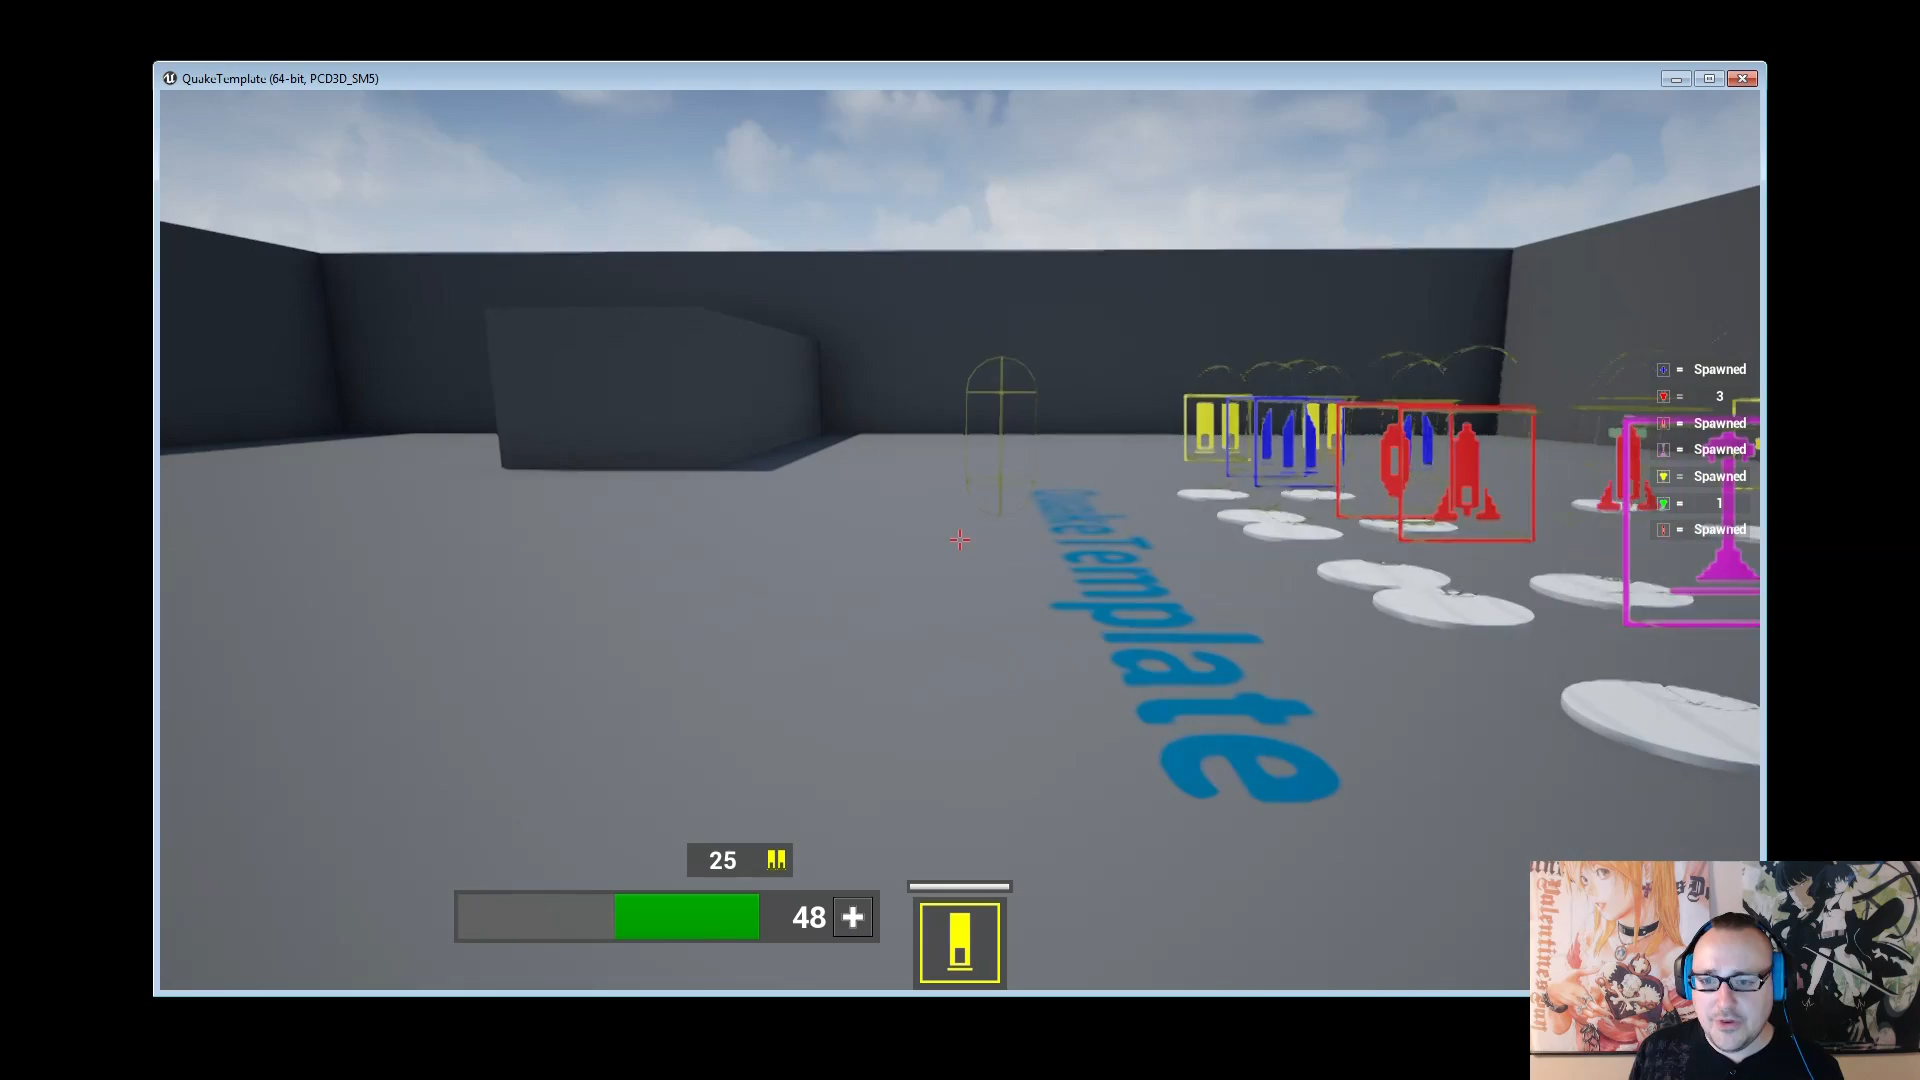 QuakeTemplate (64-bit, PCD3D_SM5)
= Spawned
= 3
= Spawned
= Spawned
= Spawned
= 1
= Spawned
QuakeTemplate
25
48 +
Valentine's